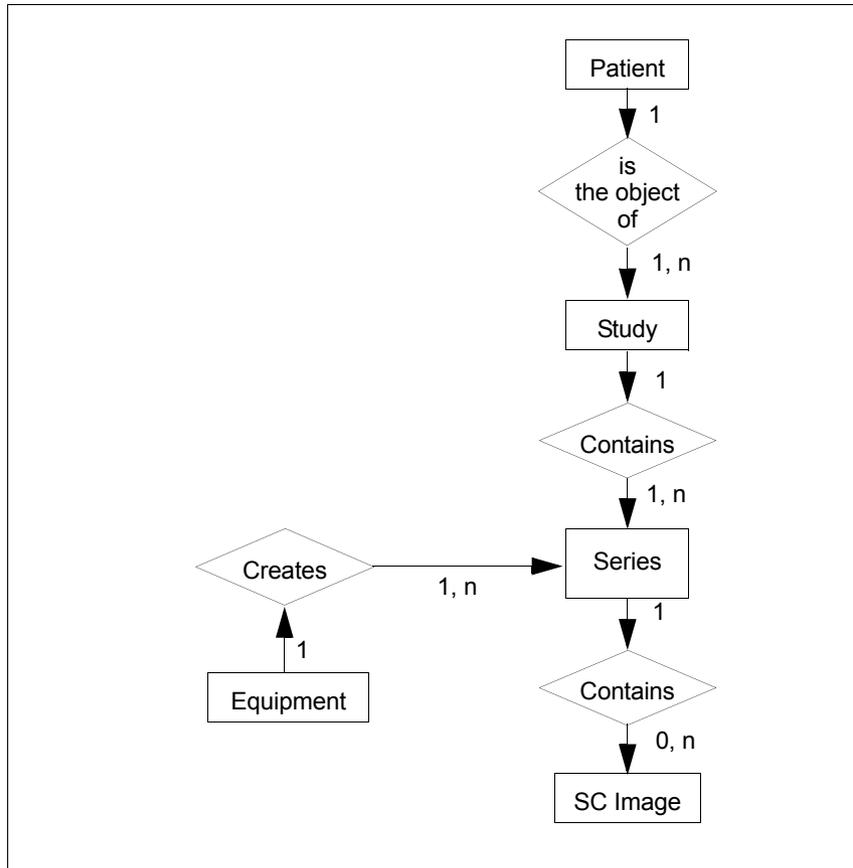 Patient
1
is
the object
of
1, n
Study
1
Contains
1, n
Series
Creates
1, n
1
1
Equipment
Contains
0, n
SC Image